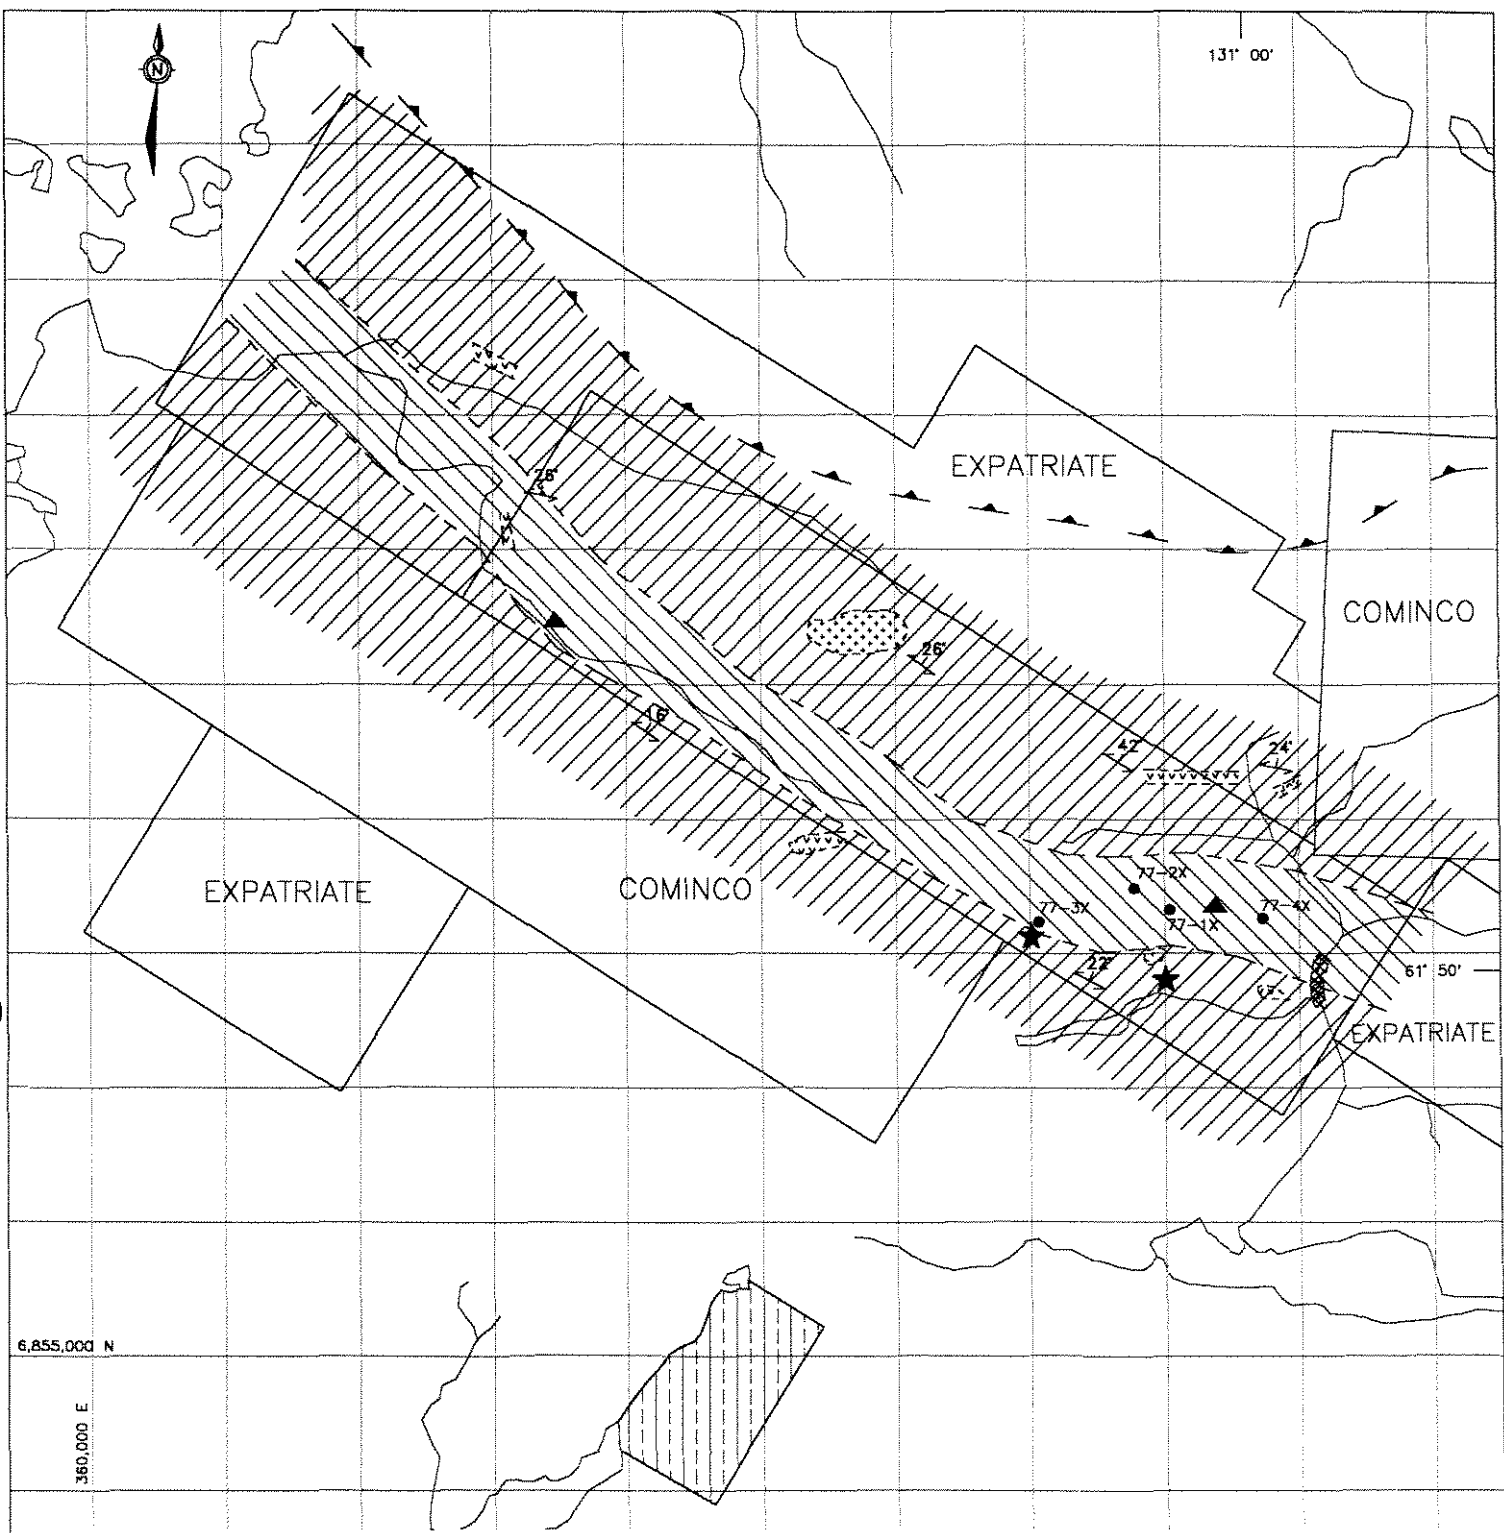 N
131° 00'
EXPATRIATE
COMINCO
26°
26°
42°
24°
EXPATRIATE
COMINCO
77-2X
77-3X
77-4X
77-1X
22°
61° 50'
EXPATRIATE
6,855,000 N
360,000 E